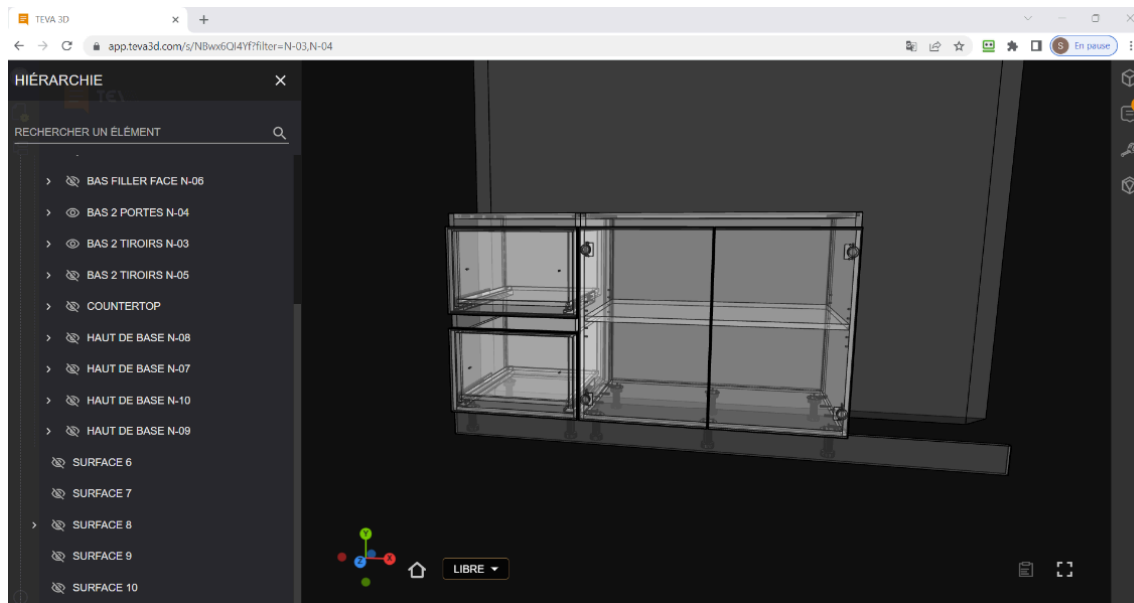 TEVA 3D
app.teva3d.com/s/NBwx6QI4Yf?filter=N-03,N-04
S En pause
HIÉRARCHIE
RECHERCHER UN ÉLÉMENT
BAS FILLER FACE N-06
BAS 2 PORTES N-04
BAS 2 TIROIRS N-03
BAS 2 TIROIRS N-05
COUNTERTOP
HAUT DE BASE N-08
HAUT DE BASE N-07
HAUT DE BASE N-10
HAUT DE BASE N-09
SURFACE 6
SURFACE 7
SURFACE 8
SURFACE 9
SURFACE 10
Y
Z
X
LIBRE